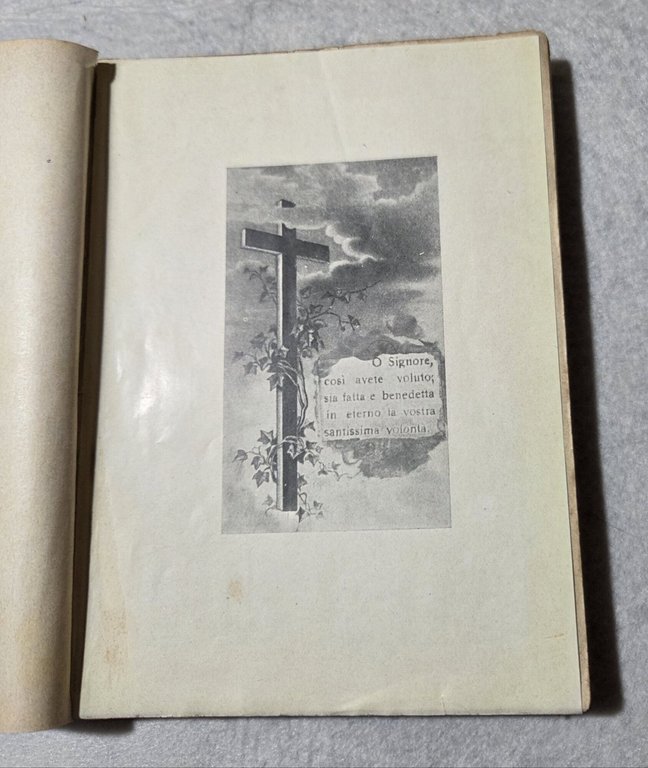 O Signore,
così avete voluto;
sia fatta e benedetta
in eterno la vostra
santissima volontà.